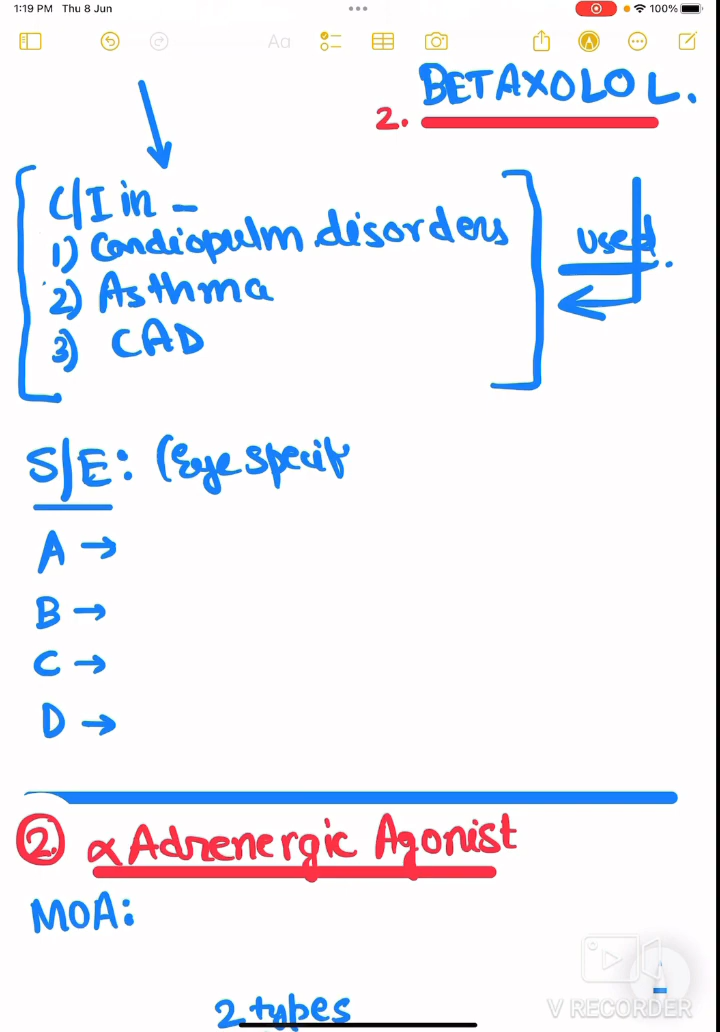 1:19 PM Thu 8 Jun
100%
Aa
BETAXOLOL.
2.
C/I in -
1) Cardiopulm disorders
used.
2) Asthma
3) CAD
S/E: (Eye specif
A →
B →
C →
D →
2. α Adrenergic Agonist
MOA:
2 types
V RECORDER